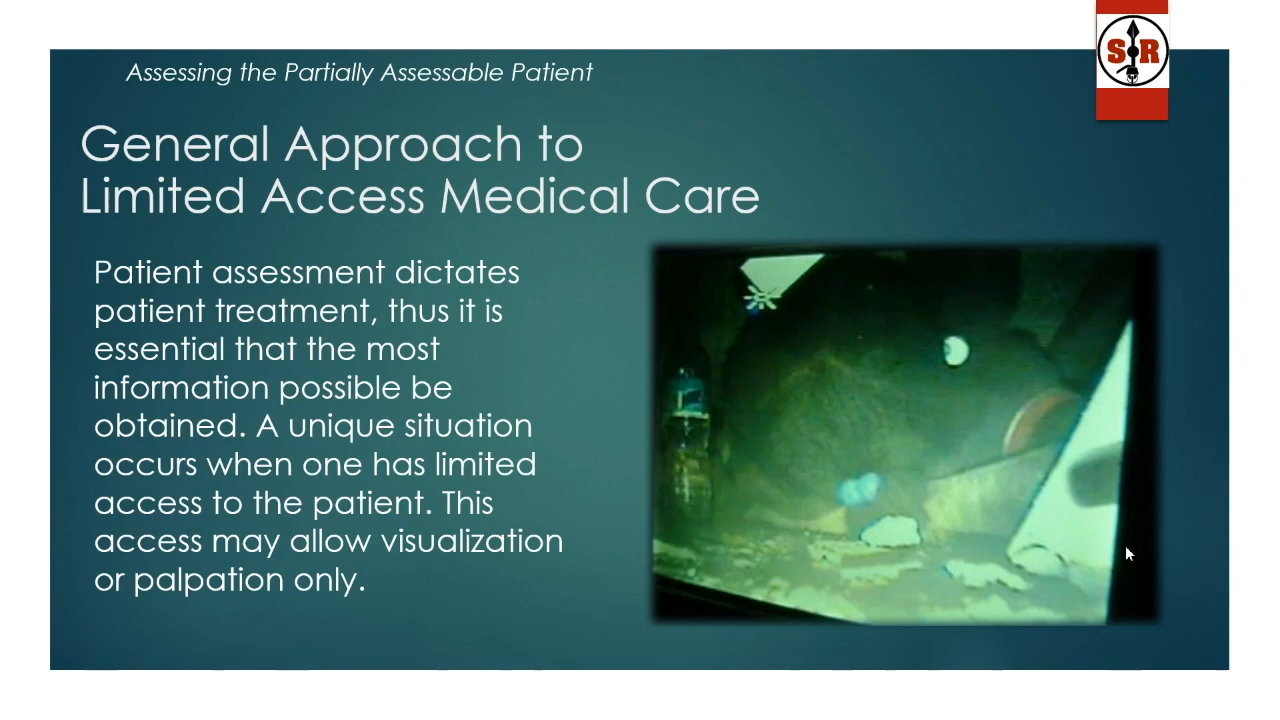 Assessing the Partially Assessable Patient
SR
General Approach to
Limited Access Medical Care
Patient assessment dictates
patient treatment, thus it is
essential that the most
information possible be
obtained. A unique situation
occurs when one has limited
access to the patient. This
access may allow visualization
or palpation only.